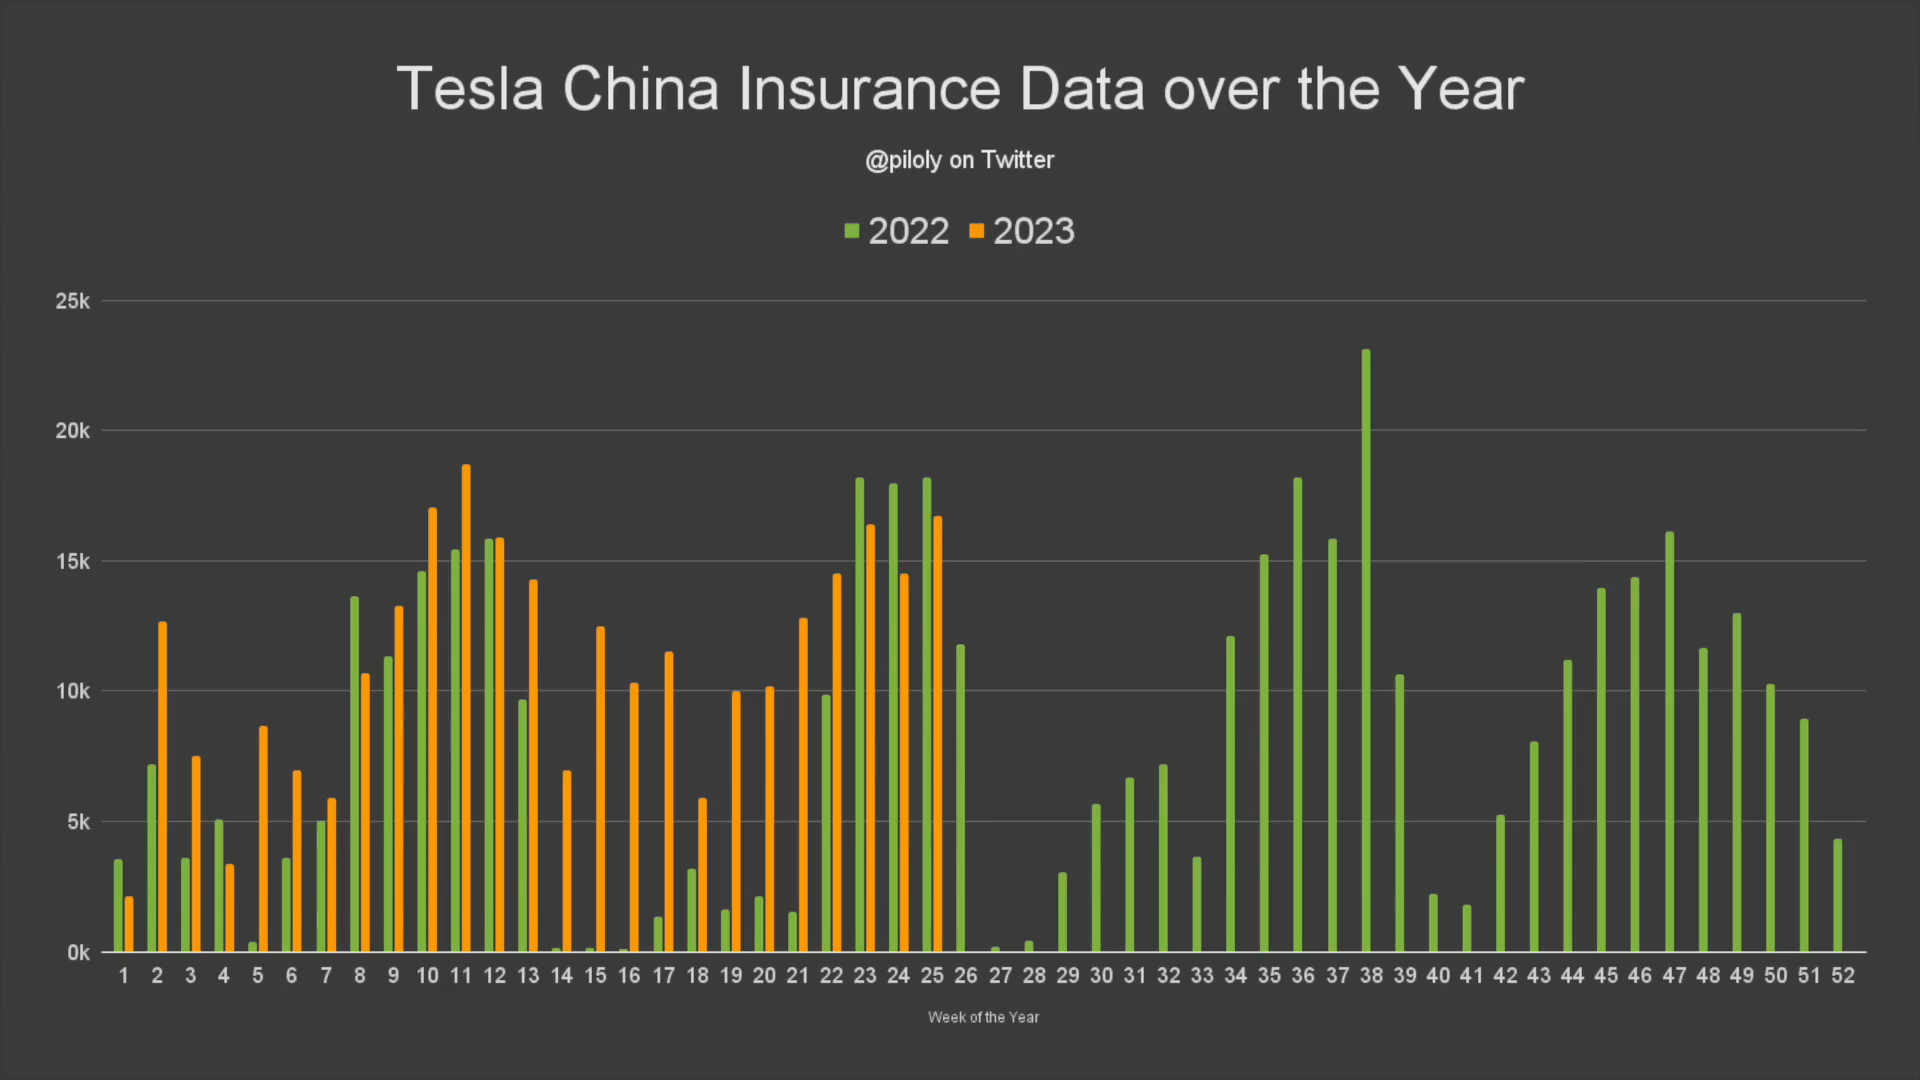 Tesla China Insurance Data over the Year
@piloly on Twitter
2022 2023
25k
20k
15k
10k
5k
0k
1 2 3 4 5 6 7 8 9 10 11 12 13 14 15 16 17 18 19 20 21 22 23 24 25 26 27 28 29 30 31 32 33 34 35 36 37 38 39 40 41 42 43 44 45 46 47 48 49 50 51 52
Week of the Year